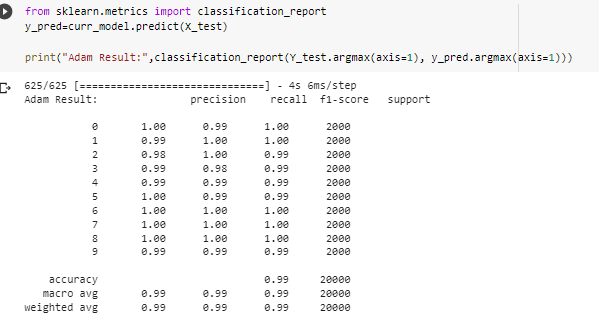 from sklearn.metrics import classification_report
y_pred=curr_model.predict(X_test)
print("Adam Result:",classification_report(Y_test.argmax(axis=1), y_pred.argmax(axis=1)))
625/625 [==============================] - 4s 6ms/step
Adam Result: precision recall f1-score support
0 1.00 0.99 1.00 2000
1 0.99 1.00 1.00 2000
2 0.98 1.00 0.99 2000
3 0.99 0.98 0.99 2000
4 0.99 0.99 0.99 2000
5 1.00 0.99 0.99 2000
6 1.00 1.00 1.00 2000
7 1.00 1.00 1.00 2000
8 1.00 1.00 1.00 2000
9 0.99 0.99 0.99 2000
accuracy 0.99 20000
macro avg 0.99 0.99 0.99 20000
weighted avg 0.99 0.99 0.99 20000